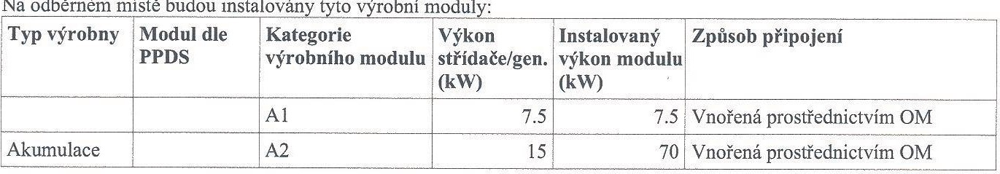 Na odběrném místě budou instalovány tyto výrobní moduly:
Typ výrobny Modul dle PPDS Kategorie výrobního modulu Výkon střídače/gen. (kW) Instalovaný výkon modulu (kW) Způsob připojení
A1 7.5 7.5 Vnořená prostřednictvím OM
Akumulace A2 15 70 Vnořená prostřednictvím OM